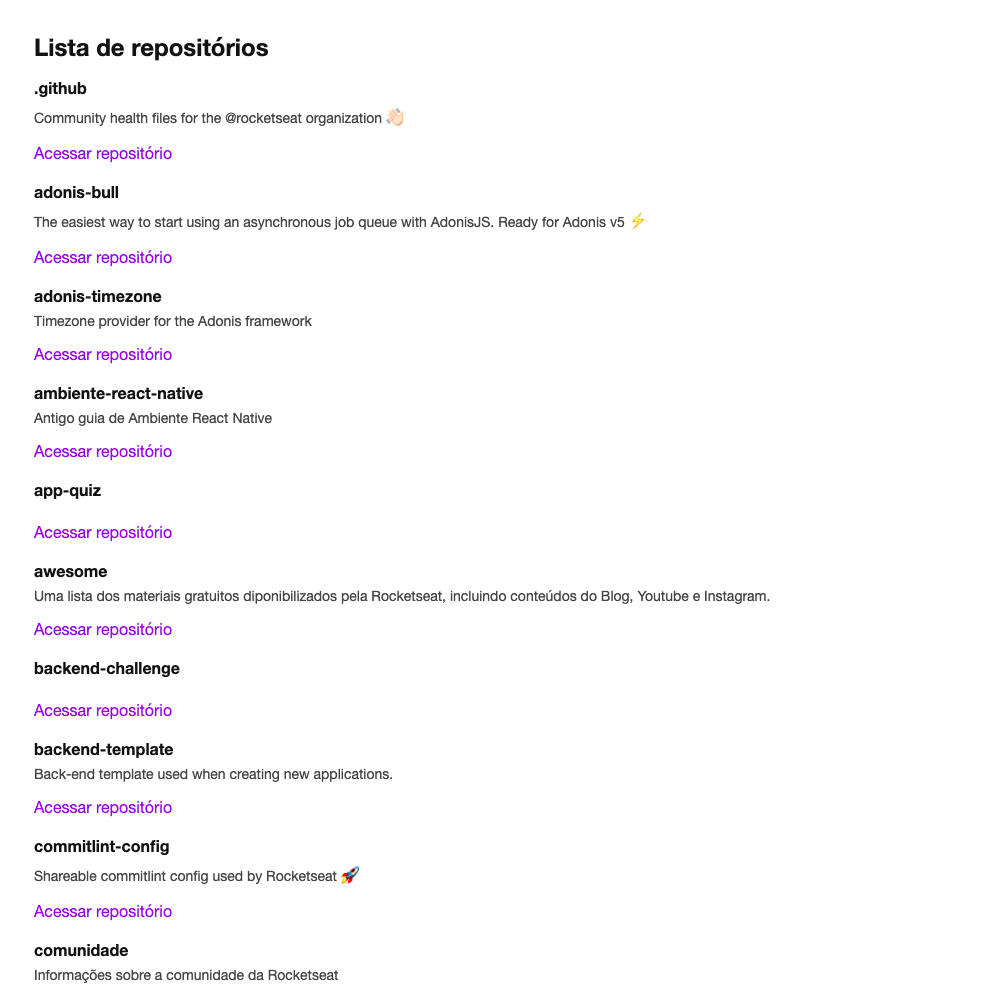 Lista de repositórios
.github
Community health files for the @rocketseat organization 👋🏻
Acessar repositório
adonis-bull
The easiest way to start using an asynchronous job queue with AdonisJS. Ready for Adonis v5 ⚡
Acessar repositório
adonis-timezone
Timezone provider for the Adonis framework
Acessar repositório
ambiente-react-native
Antigo guia de Ambiente React Native
Acessar repositório
app-quiz
Acessar repositório
awesome
Uma lista dos materiais gratuitos diponibilizados pela Rocketseat, incluindo conteúdos do Blog, Youtube e Instagram.
Acessar repositório
backend-challenge
Acessar repositório
backend-template
Back-end template used when creating new applications.
Acessar repositório
commitlint-config
Shareable commitlint config used by Rocketseat 🚀
Acessar repositório
comunidade
Informações sobre a comunidade da Rocketseat